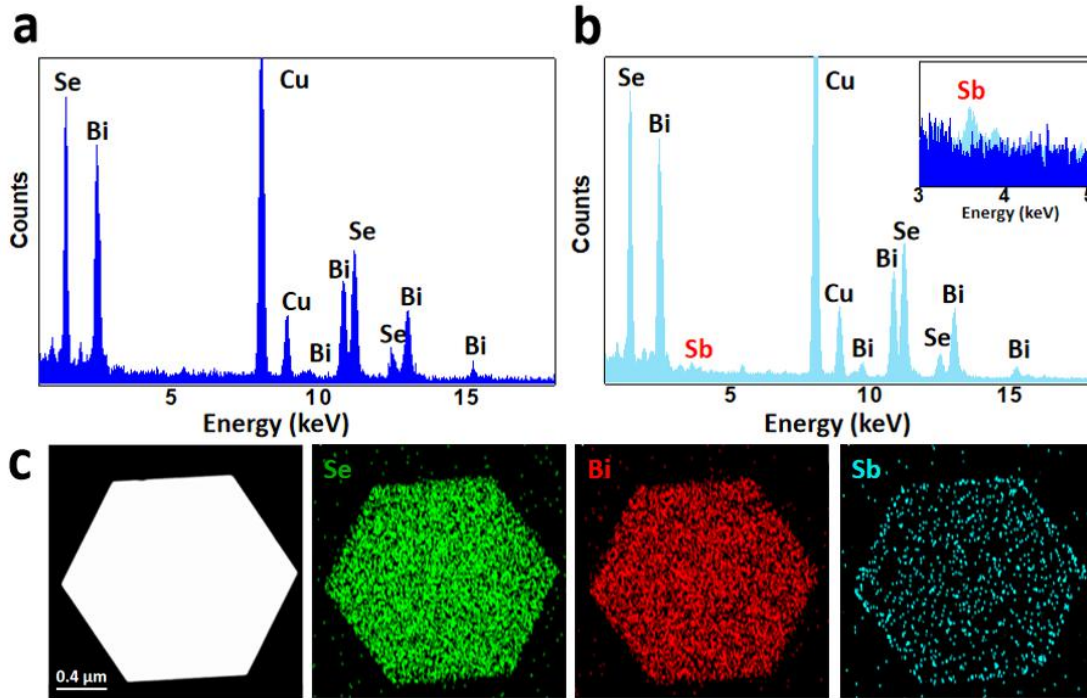 a
Se
Bi
Cu
Cu
Bi
Bi
Se
Se
Bi
Bi
Counts
5
10
15
Energy (keV)
b
Se
Bi
Sb
Cu
Cu
Bi
Bi
Se
Se
Bi
Bi
Counts
5
10
15
Energy (keV)
Sb
3
4
5
Energy (keV)
c
0.4 μm
Se
Bi
Sb